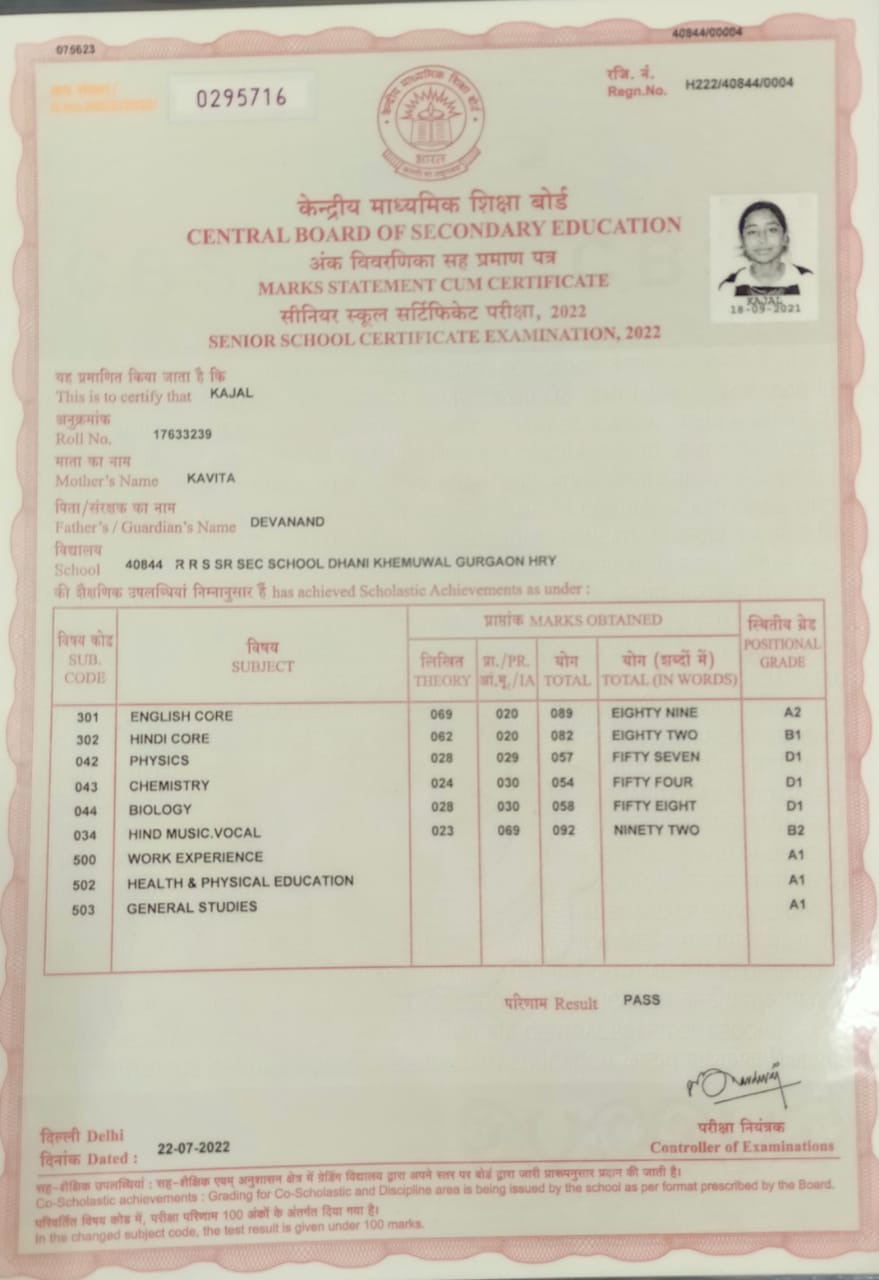 075623
40844/00004
0295716
रजि. नं.
Regn.No. H222/40844/0004
केन्द्रीय माध्यमिक शिक्षा बोर्ड
भारत
केन्द्रीय माध्यमिक शिक्षा बोर्ड
CENTRAL BOARD OF SECONDARY EDUCATION
अंक विवरणिका सह प्रमाण पत्र
MARKS STATEMENT CUM CERTIFICATE
सीनियर स्कूल सर्टिफिकेट परीक्षा, 2022
SENIOR SCHOOL CERTIFICATE EXAMINATION, 2022
KAJAL
18-09-2021
यह प्रमाणित किया जाता है कि
This is to certify that KAJAL
अनुक्रमांक
Roll No. 17633239
माता का नाम
Mother's Name KAVITA
पिता/संरक्षक का नाम
Father's / Guardian's Name DEVANAND
विद्यालय
School 40844 R R S SR SEC SCHOOL DHANI KHEMUWAL GURGAON HRY
की शैक्षणिक उपलब्धियां निम्नानुसार हैं has achieved Scholastic Achievements as under :
विषय कोड SUB. CODE
विषय SUBJECT
प्राप्तांक MARKS OBTAINED
लिखित THEORY
प्रा./PR. आं.मू./IA
योग TOTAL
योग (शब्दों में) TOTAL (IN WORDS)
स्थितीय ग्रेड POSITIONAL GRADE
301 ENGLISH CORE 069 020 089 EIGHTY NINE A2
302 HINDI CORE 062 020 082 EIGHTY TWO B1
042 PHYSICS 028 029 057 FIFTY SEVEN D1
043 CHEMISTRY 024 030 054 FIFTY FOUR D1
044 BIOLOGY 028 030 058 FIFTY EIGHT D1
034 HIND MUSIC.VOCAL 023 069 092 NINETY TWO B2
500 WORK EXPERIENCE A1
502 HEALTH & PHYSICAL EDUCATION A1
503 GENERAL STUDIES A1
परिणाम Result PASS
दिल्ली Delhi
दिनांक Dated : 22-07-2022
परीक्षा नियंत्रक
Controller of Examinations
सह-शैक्षिक उपलब्धियां : सह-शैक्षिक एवम् अनुशासन क्षेत्र में ग्रेडिंग विद्यालय द्वारा अपने स्तर पर बोर्ड द्वारा जारी प्रारूपनुसार प्रदान की जाती है।
Co-Scholastic achievements : Grading for Co-Scholastic and Discipline area is being issued by the school as per format prescribed by the Board.
परिवर्तित विषय कोड में, परीक्षा परिणाम 100 अंकों के अंतर्गत दिया गया है।
In the changed subject code, the test result is given under 100 marks.